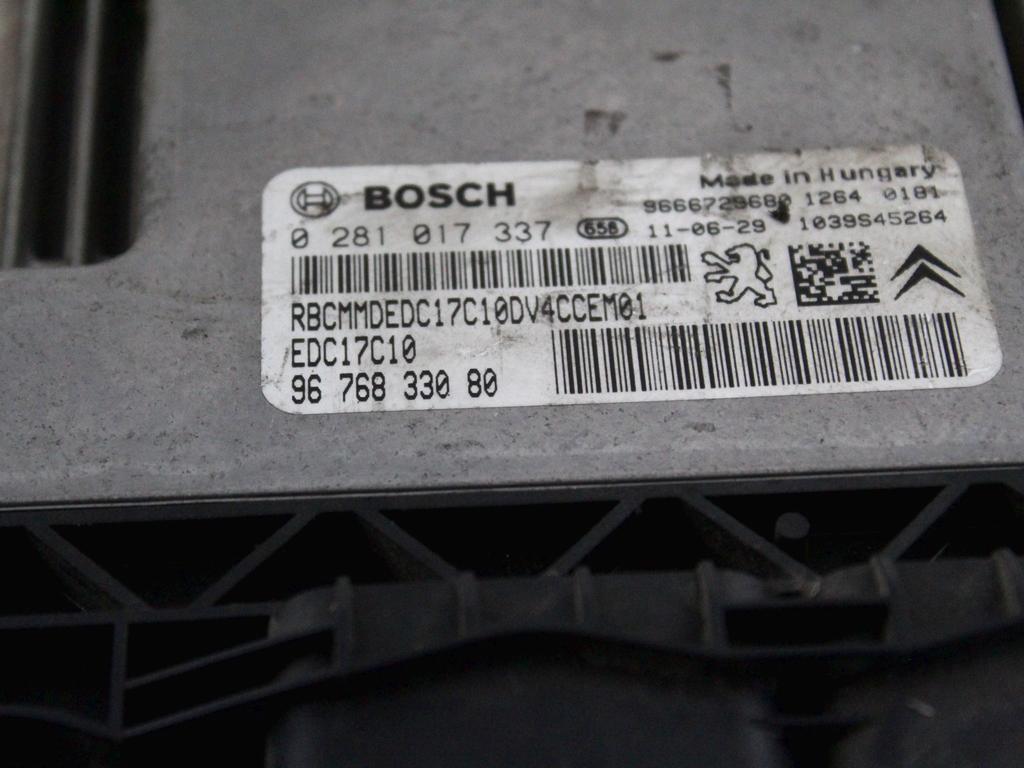 BOSCH
Made in Hungary
9666729680 1264 0181
0 281 017 337 658 11-06-29 1039S45264
RBCMMDEDC17C10DV4CCEM01
EDC17C10
96 768 330 80